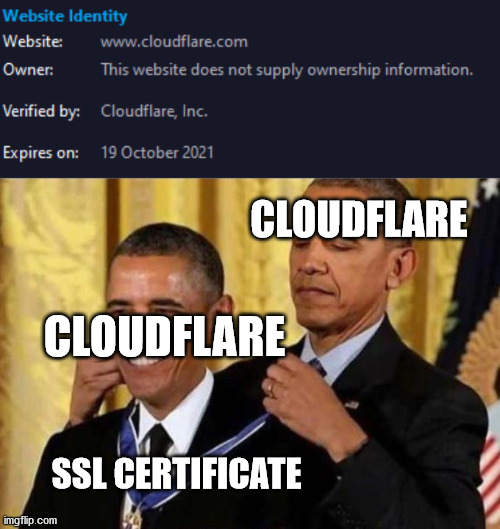 Website Identity
Website: www.cloudflare.com
Owner: This website does not supply ownership information.
Verified by: Cloudflare, Inc.
Expires on: 19 October 2021
CLOUDFLARE
CLOUDFLARE
SSL CERTIFICATE
imgflip.com